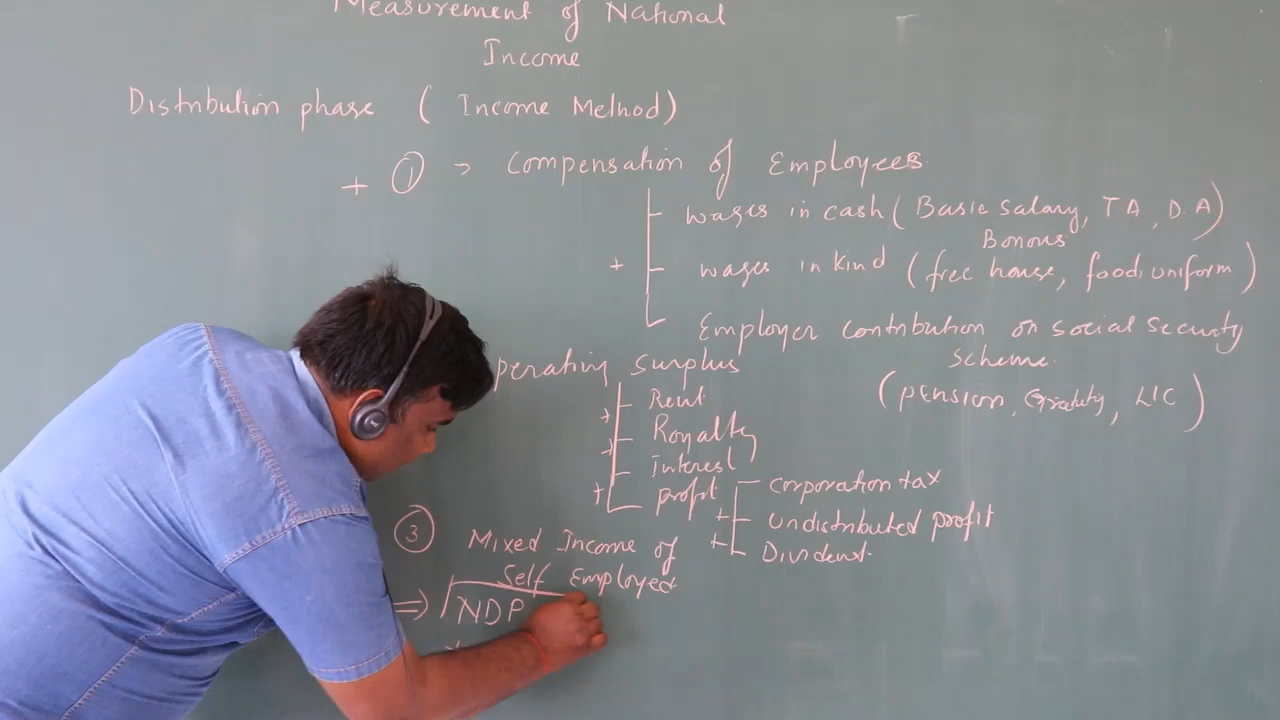 Measurement of National
Income
Distribution phase ( Income Method)
+ ① > Compensation of Employees
wages in cash ( Basic salary, TA, D.A)
Bonous
+ wages in kind (free house, food, uniform)
Employer contribution on social security
scheme.
(pension, Gratuity, LIC)
perating surplus
Rent
+ Royalty
+ Interest
+ profit
corporation tax
+ undistributed profit
+ Dividend
③ Mixed Income of
Self Employed
=> NDP